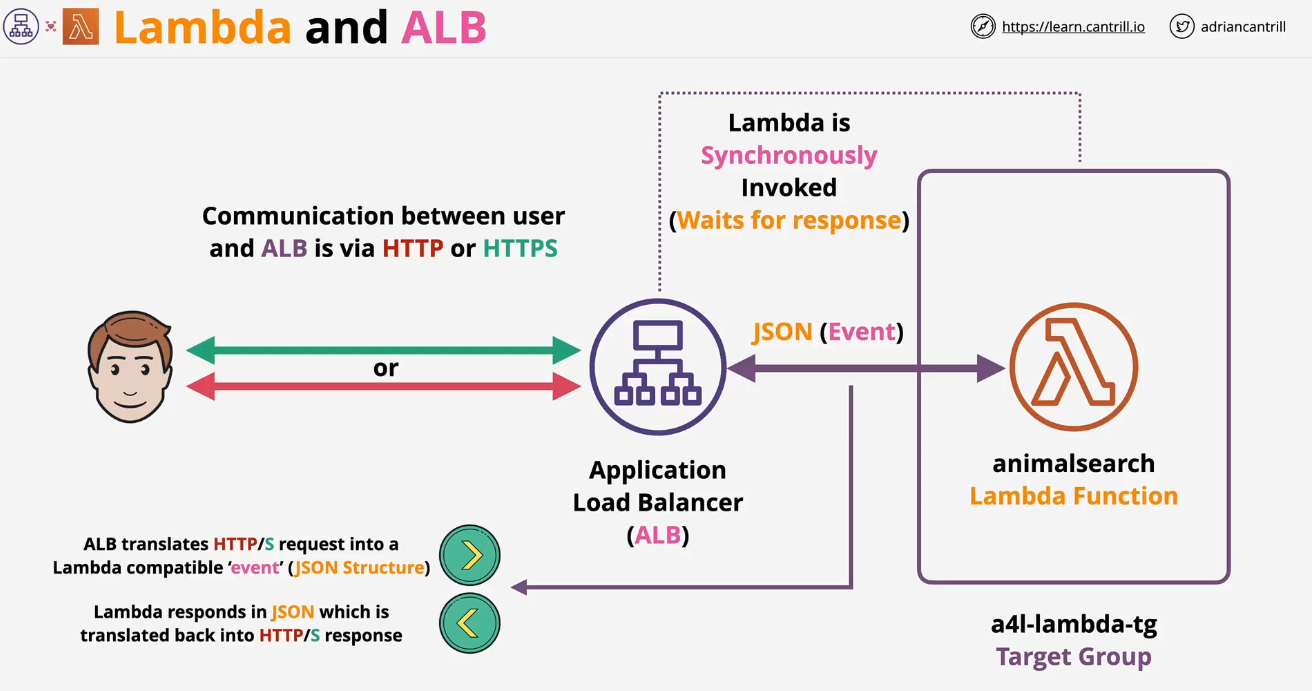 Lambda and ALB
https://learn.cantrill.io
adriancantrill
Lambda is
Synchronously
Invoked
(Waits for response)
Communication between user
and ALB is via HTTP or HTTPS
or
JSON (Event)
Application
Load Balancer
(ALB)
animalsearch
Lambda Function
ALB translates HTTP/S request into a
Lambda compatible ‘event’ (JSON Structure)
Lambda responds in JSON which is
translated back into HTTP/S response
a4l-lambda-tg
Target Group